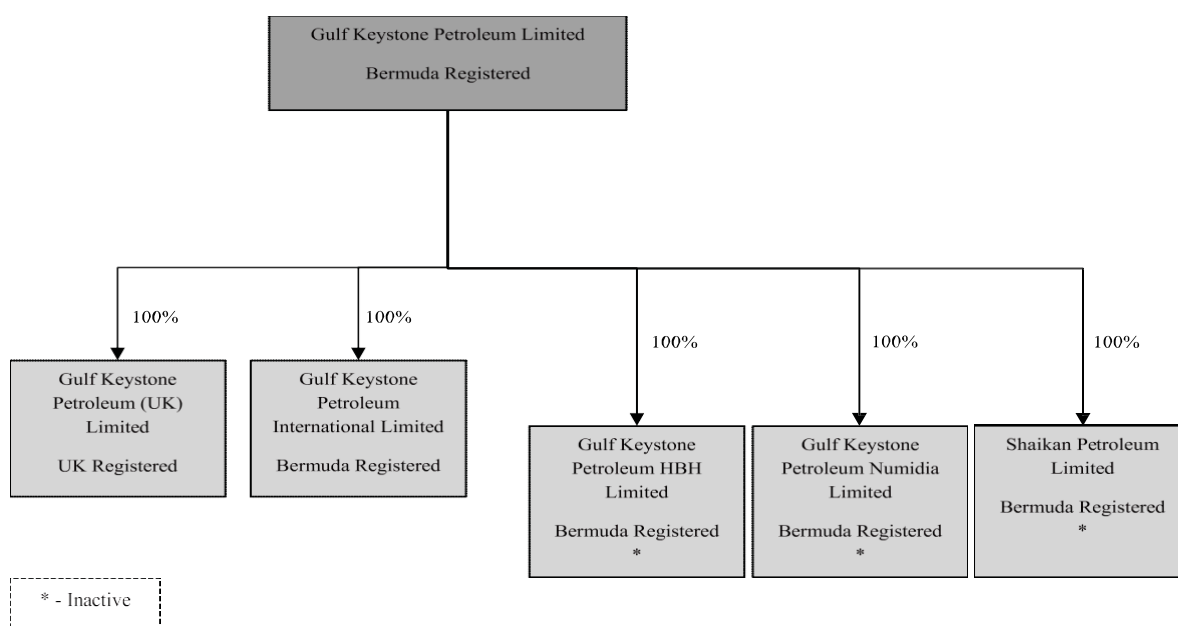 Gulf Keystone Petroleum Limited
Bermuda Registered
100%
100%
100%
100%
100%
Gulf Keystone
Petroleum (UK)
Limited
UK Registered
Gulf Keystone
Petroleum
International Limited
Bermuda Registered
Gulf Keystone
Petroleum HBH
Limited
Bermuda Registered
*
Gulf Keystone
Petroleum Numidia
Limited
Bermuda Registered
*
Shaikan Petroleum
Limited
Bermuda Registered
*
* - Inactive